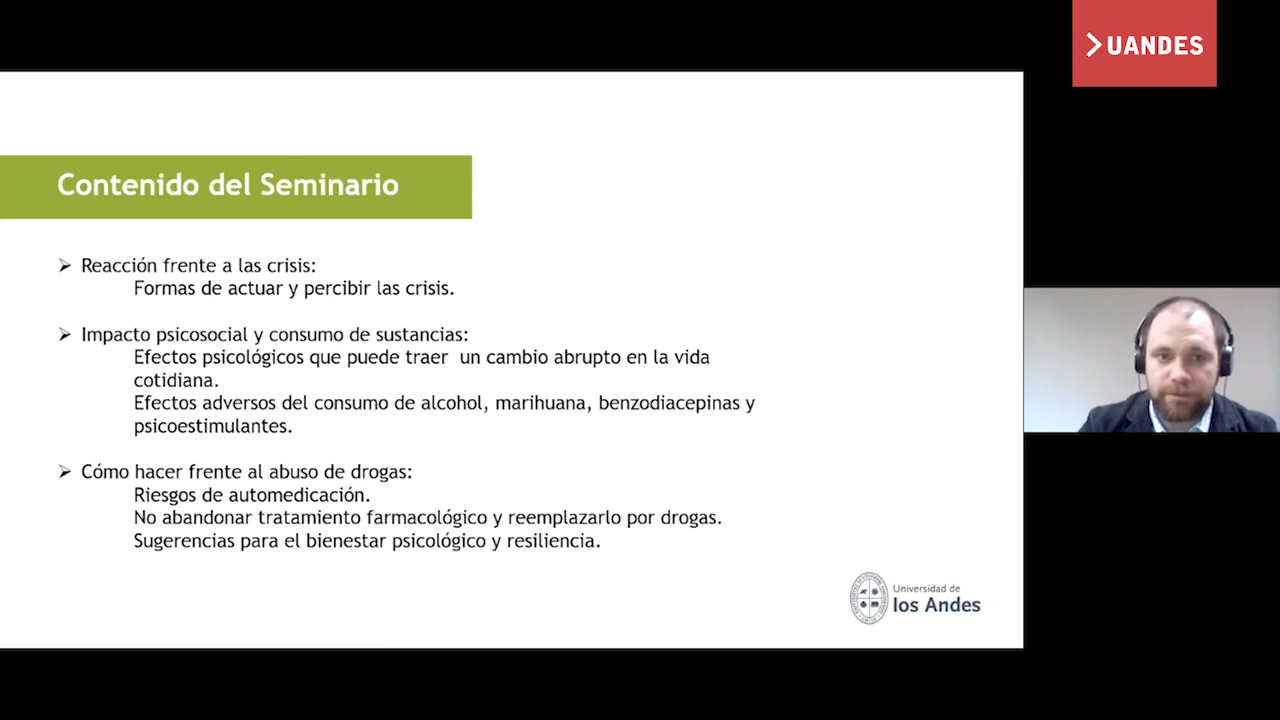 >UANDES
Contenido del Seminario
➢ Reacción frente a las crisis:
Formas de actuar y percibir las crisis.
➢ Impacto psicosocial y consumo de sustancias:
Efectos psicológicos que puede traer  un cambio abrupto en la vida
cotidiana.
Efectos adversos del consumo de alcohol, marihuana, benzodiacepinas y
psicoestimulantes.
➢ Cómo hacer frente al abuso de drogas:
Riesgos de automedicación.
No abandonar tratamiento farmacológico y reemplazarlo por drogas.
Sugerencias para el bienestar psicológico y resiliencia.
Universidad de
los Andes